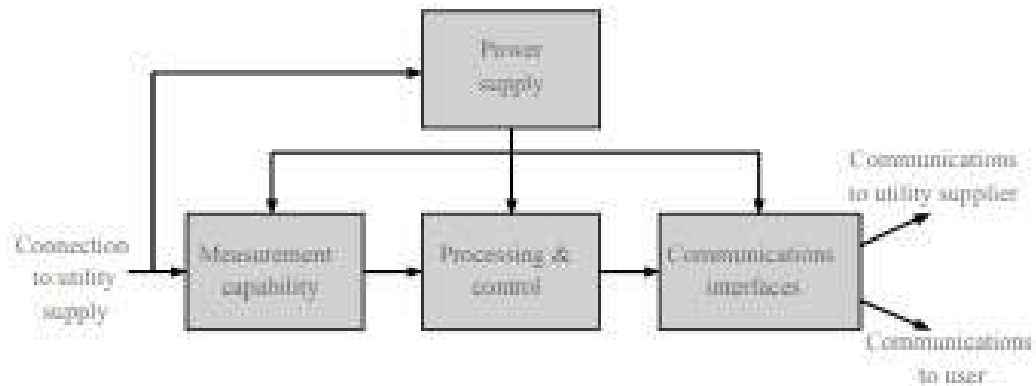 Power
supply
Communications
to utility supplier
Connection
to utility
supply
Measurement
capability
Processing &
control
Communications
interfaces
Communications
to user